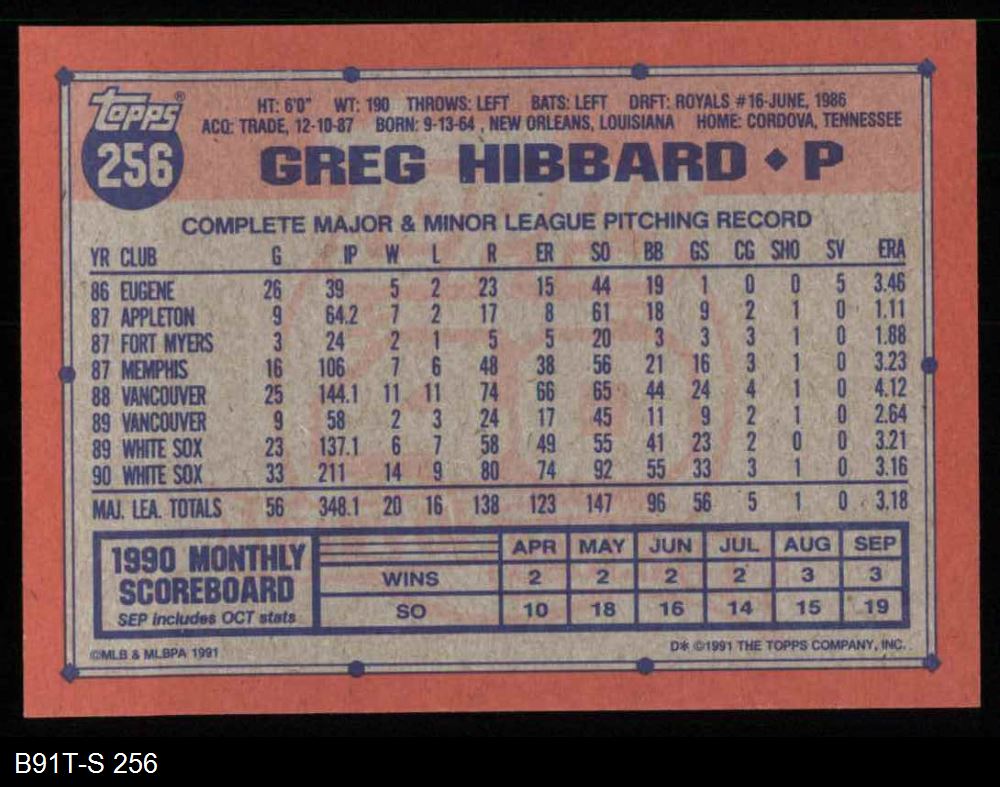 Topps®
256
HT: 6'0" WT: 190 THROWS: LEFT BATS: LEFT DRFT: ROYALS #16-JUNE, 1986
ACQ: TRADE, 12-10-87 BORN: 9-13-64, NEW ORLEANS, LOUISIANA HOME: CORDOVA, TENNESSEE
GREG HIBBARD ♦ P
COMPLETE MAJOR & MINOR LEAGUE PITCHING RECORD
YR CLUB G IP W L R ER SO BB GS CG SHO SV ERA
86 EUGENE 26 39 5 2 23 15 44 19 1 0 0 5 3.46
87 APPLETON 9 64.2 7 2 17 8 61 18 9 2 1 0 1.11
87 FORT MYERS 3 24 2 1 5 5 20 3 3 3 1 0 1.88
87 MEMPHIS 16 106 7 6 48 38 56 21 16 3 1 0 3.23
88 VANCOUVER 25 144.1 11 11 74 66 65 44 24 4 1 0 4.12
89 VANCOUVER 9 58 2 3 24 17 45 11 9 2 1 0 2.64
89 WHITE SOX 23 137.1 6 7 58 49 55 41 23 2 0 0 3.21
90 WHITE SOX 33 211 14 9 80 74 92 55 33 3 1 0 3.16
MAJ. LEA. TOTALS 56 348.1 20 16 138 123 147 96 56 5 1 0 3.18
1990 MONTHLY SCOREBOARD
SEP includes OCT stats
APR MAY JUN JUL AUG SEP
WINS 2 2 2 2 3 3
SO 10 18 16 14 15 19
©MLB & MLBPA 1991
D* ©1991 THE TOPPS COMPANY, INC.
B91T-S 256